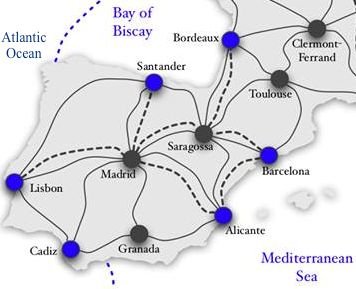 Bay of
Biscay
Atlantic
Ocean
Bordeaux
Clermont-
Ferrand
Santander
Toulouse
Saragossa
Madrid
Barcelona
Lisbon
Alicante
Cadiz
Granada
Mediterranean
Sea